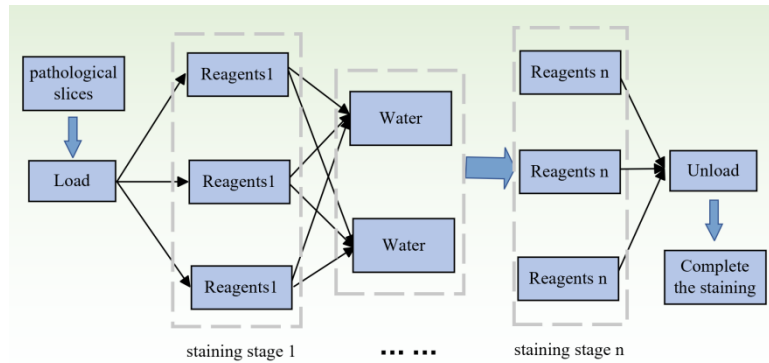 pathological
slices
Load
Reagents1
Reagents1
Reagents1
Water
Water
Reagents n
Reagents n
Reagents n
Unload
Complete
the staining
staining stage 1
... ...
staining stage n